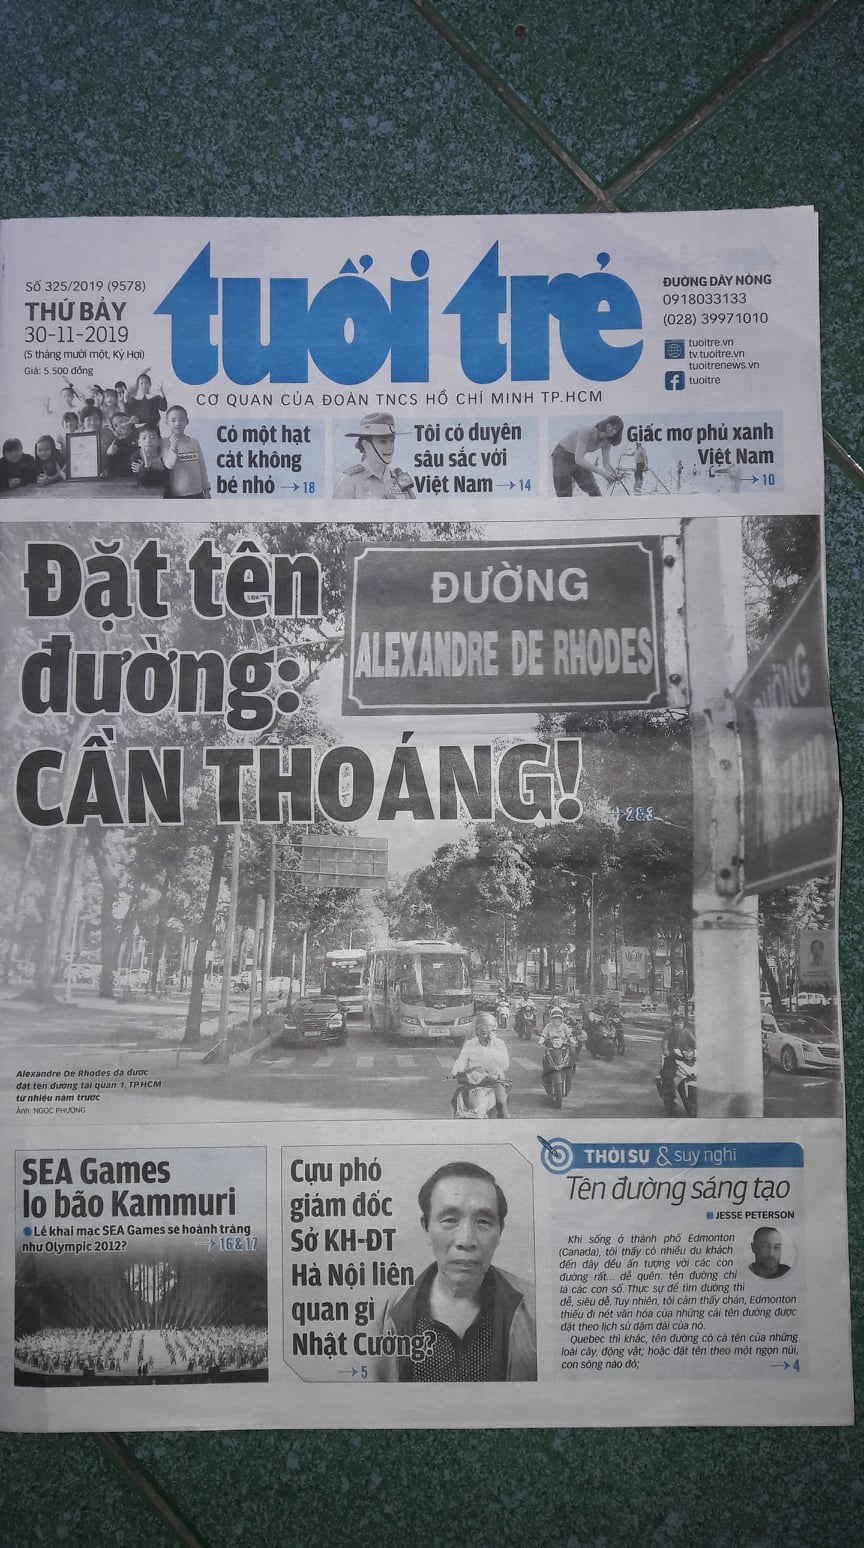 Số 325/2019 (9578)
THỨ BẢY
30-11-2019
(5 tháng mười một, Kỷ Hợi)
Giá: 5.500 đồng
tuổi trẻ
CƠ QUAN CỦA ĐOÀN TNCS HỒ CHÍ MINH TP.HCM
ĐƯỜNG DÂY NÓNG
0918033133
(028) 39971010
tuoitre.vn
tv.tuoitre.vn
tuoitrenews.vn
tuoitre
Có một hạt
cát không
bé nhỏ → 18
Tôi có duyên
sâu sắc với
Việt Nam → 14
Giấc mơ phủ xanh
Việt Nam
→ 10
Đặt tên
đường:
CẦN THOÁNG!
→ 2&3
ĐƯỜNG
ALEXANDRE DE RHODES
Alexandre De Rhodes đã được
đặt tên đường tại quận 1, TP.HCM
từ nhiều năm trước
Ảnh: NGỌC PHƯỢNG
SEA Games
lo bão Kammuri
● Lễ khai mạc SEA Games sẽ hoành tráng
như Olympic 2012? → 16&17
Cựu phó
giám đốc
Sở KH-ĐT
Hà Nội liên
quan gì
Nhật Cường?
→ 5
THỜI SỰ & suy nghĩ
Tên đường sáng tạo
■ JESSE PETERSON
Khi sống ở thành phố Edmonton
(Canada), tôi thấy có nhiều du khách
đến đây đều ấn tượng với các con
đường rất... dễ quên: tên đường chỉ
là các con số. Thực sự để tìm đường thì
dễ, siêu dễ. Tuy nhiên, tôi cảm thấy chán, Edmonton
thiếu đi nét văn hóa của những cái tên đường được
đặt theo lịch sử dặm dài của nó.
Quebec thì khác, tên đường có cả tên của những
loài cây, động vật; hoặc đặt tên theo một ngọn núi,
con sông nào đó; → 4